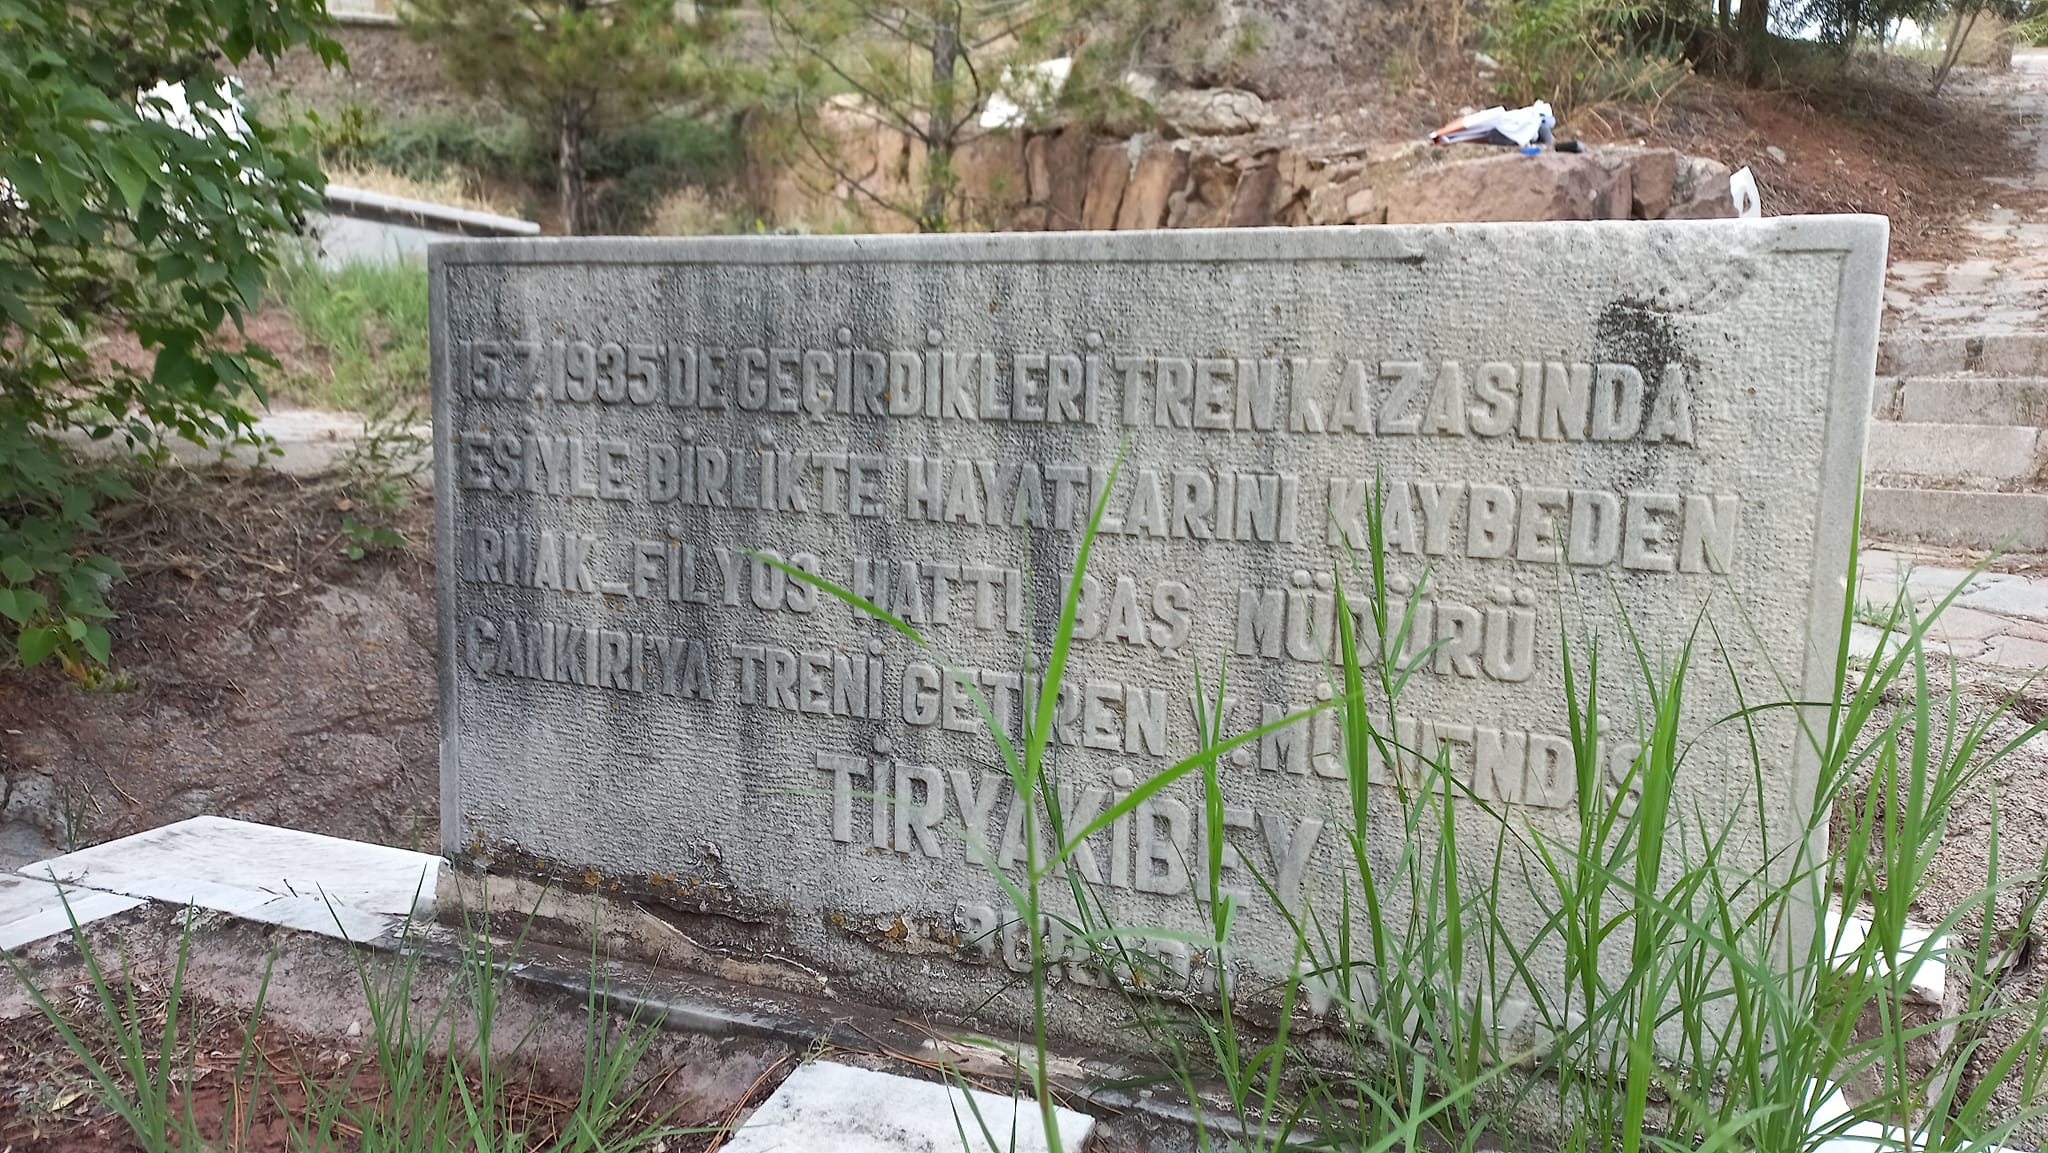 15.7.1935'DE GEÇİRDİKLERİ TREN KAZASINDA
EŞİYLE BİRLİKTE HAYATLARINI KAYBEDEN
IRMAK_FİLYOS HATTI BAŞ MÜDÜRÜ
ÇANKIRI'YA TRENİ GETİREN Y.MÜHENDİS
TİRYAKİBEY